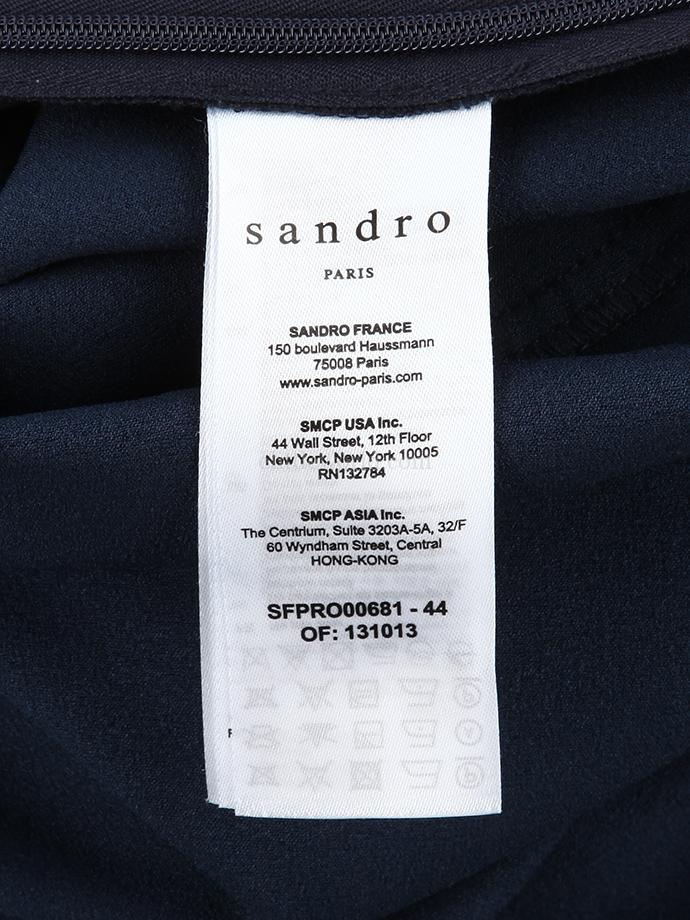 sandro
PARIS
SANDRO FRANCE
150 boulevard Haussmann
75008 Paris
www.sandro-paris.com
SMCP USA Inc.
44 Wall Street, 12th Floor
New York, New York 10005
RN132784
SMCP ASIA Inc.
The Centrium, Suite 3203A-5A, 32/F
60 Wyndham Street, Central
HONG-KONG
SFPRO00681 - 44
OF: 131013